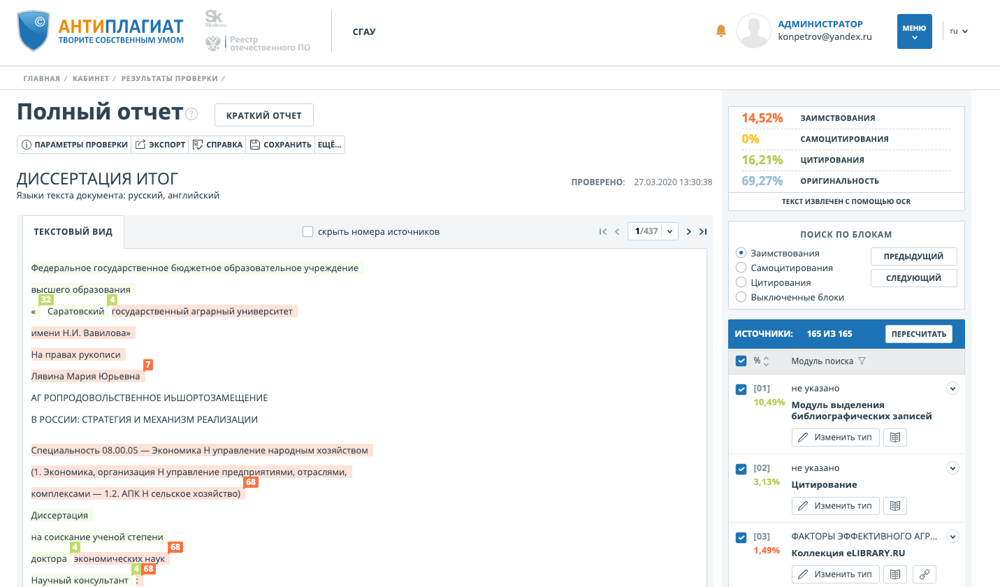 ©
АНТИПЛАГИАТ
ТВОРИТЕ СОБСТВЕННЫМ УМОМ
Sk
Skolkovo
Реестр
отечественного ПО
СГАУ
АДМИНИСТРАТОР
konpetrov@yandex.ru
МЕНЮ
ru
ГЛАВНАЯ / КАБИНЕТ / РЕЗУЛЬТАТЫ ПРОВЕРКИ /
Полный отчет
?
КРАТКИЙ ОТЧЕТ
ПАРАМЕТРЫ ПРОВЕРКИ ЭКСПОРТ СПРАВКА СОХРАНИТЬ ЕЩЁ...
ДИССЕРТАЦИЯ ИТОГ
Языки текста документа: русский, английский
ПРОВЕРЕНО: 27.03.2020 13:30:38
ТЕКСТОВЫЙ ВИД
скрыть номера источников
1/437
Федеральное государственное бюджетное образовательное учреждение
высшего образования
32 4
« Саратовский государственный аграрный университет
имени Н.И. Вавилова»
На правах рукописи
7
Лявина Мария Юрьевна
АГ РОПРОДОВОЛЬСТВЕННОЕ ИЬШОРТОЗАМЕЩЕНИЕ
В РОССИИ: СТРАТЕГИЯ И МЕХАНИЗМ РЕАЛИЗАЦИИ
Специальность 08.00.05 — Экономика Н управление народным хозяйством
(1. Экономика, организация Н управление предприятиями, отраслями,
68
комплексами — 1.2. АПК Н сельское хозяйство)
Диссертация
на соискание ученой степени
4 68
доктора экономических наук
4 68
Научный консультант :
14,52% ЗАИМСТВОВАНИЯ
0% САМОЦИТИРОВАНИЯ
16,21% ЦИТИРОВАНИЯ
69,27% ОРИГИНАЛЬНОСТЬ
ТЕКСТ ИЗВЛЕЧЕН С ПОМОЩЬЮ OCR
ПОИСК ПО БЛОКАМ
Заимствования
Самоцитирования
Цитирования
Выключенные блоки
ПРЕДЫДУЩИЙ
СЛЕДУЮЩИЙ
ИСТОЧНИКИ: 165 ИЗ 165 ПЕРЕСЧИТАТЬ
% Модуль поиска
[01] не указано
10,49% Модуль выделения
библиографических записей
Изменить тип
[02] не указано
3,13% Цитирование
Изменить тип
[03] ФАКТОРЫ ЭФФЕКТИВНОГО АГР...
1,49% Коллекция eLIBRARY.RU
Изменить тип